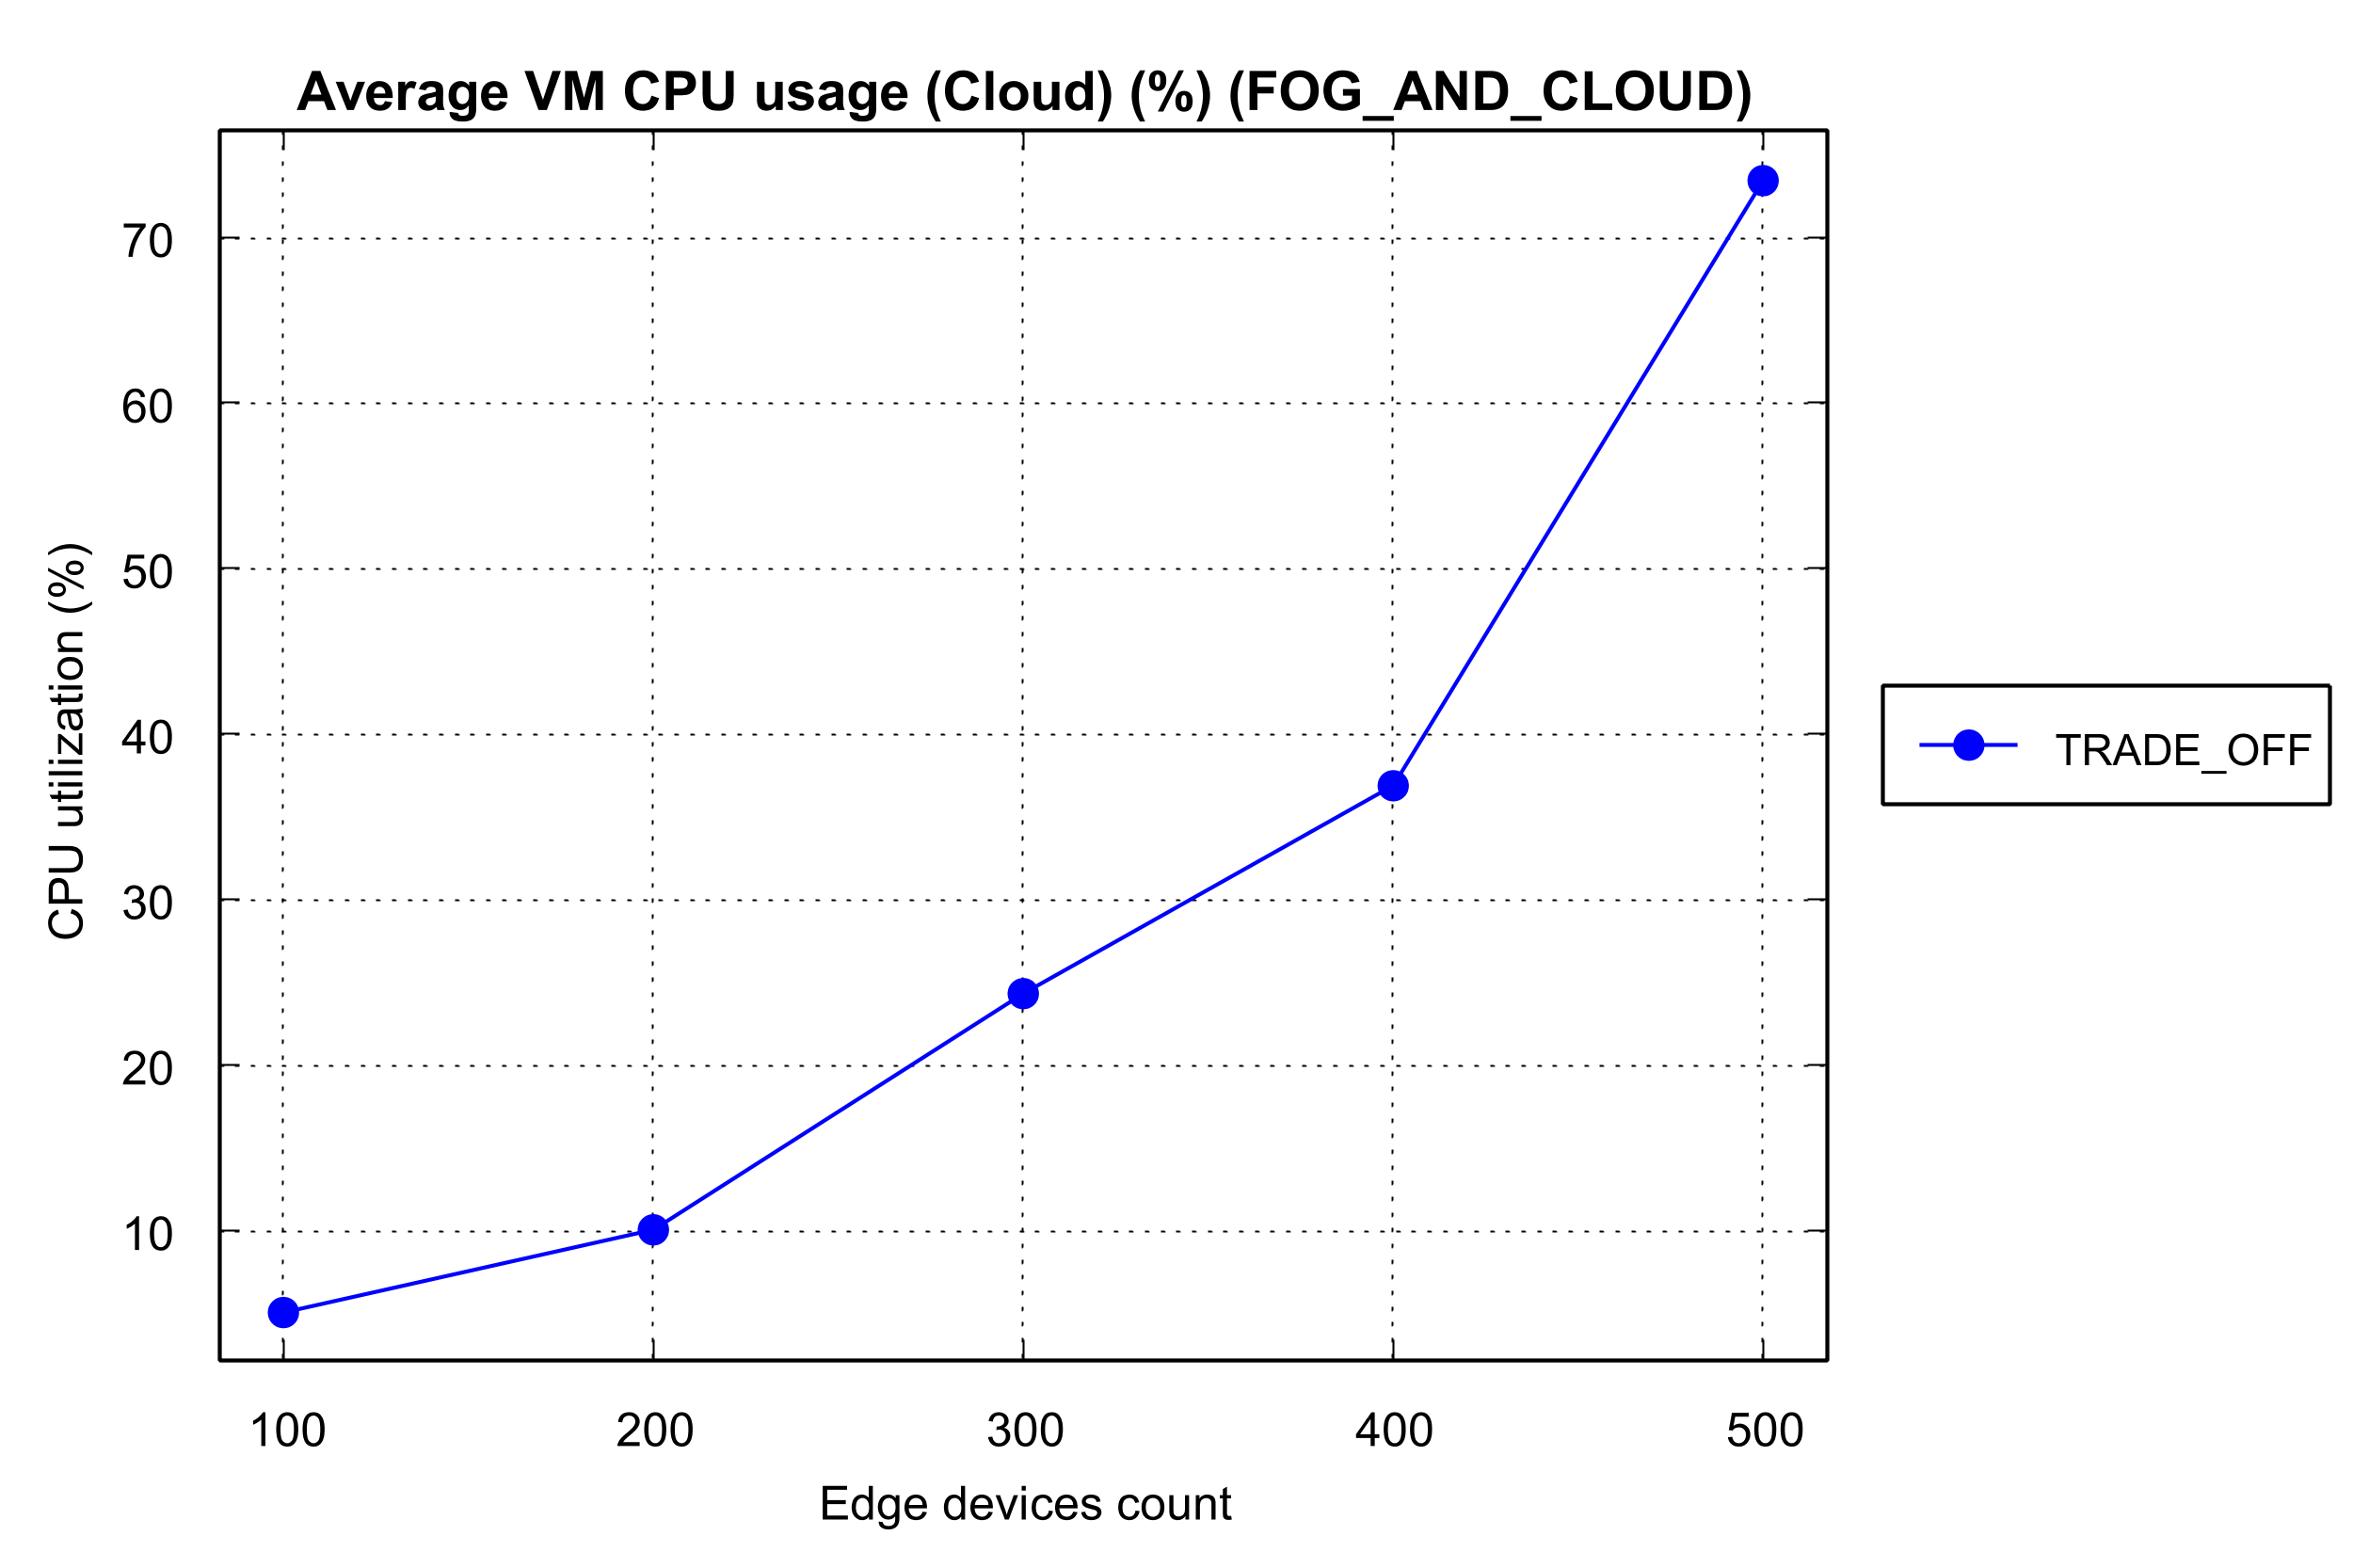 Average VM CPU usage (Cloud) (%) (FOG_AND_CLOUD)
CPU utilization (%)
70
60
50
40
30
20
10
100 200 300 400 500
Edge devices count
TRADE_OFF